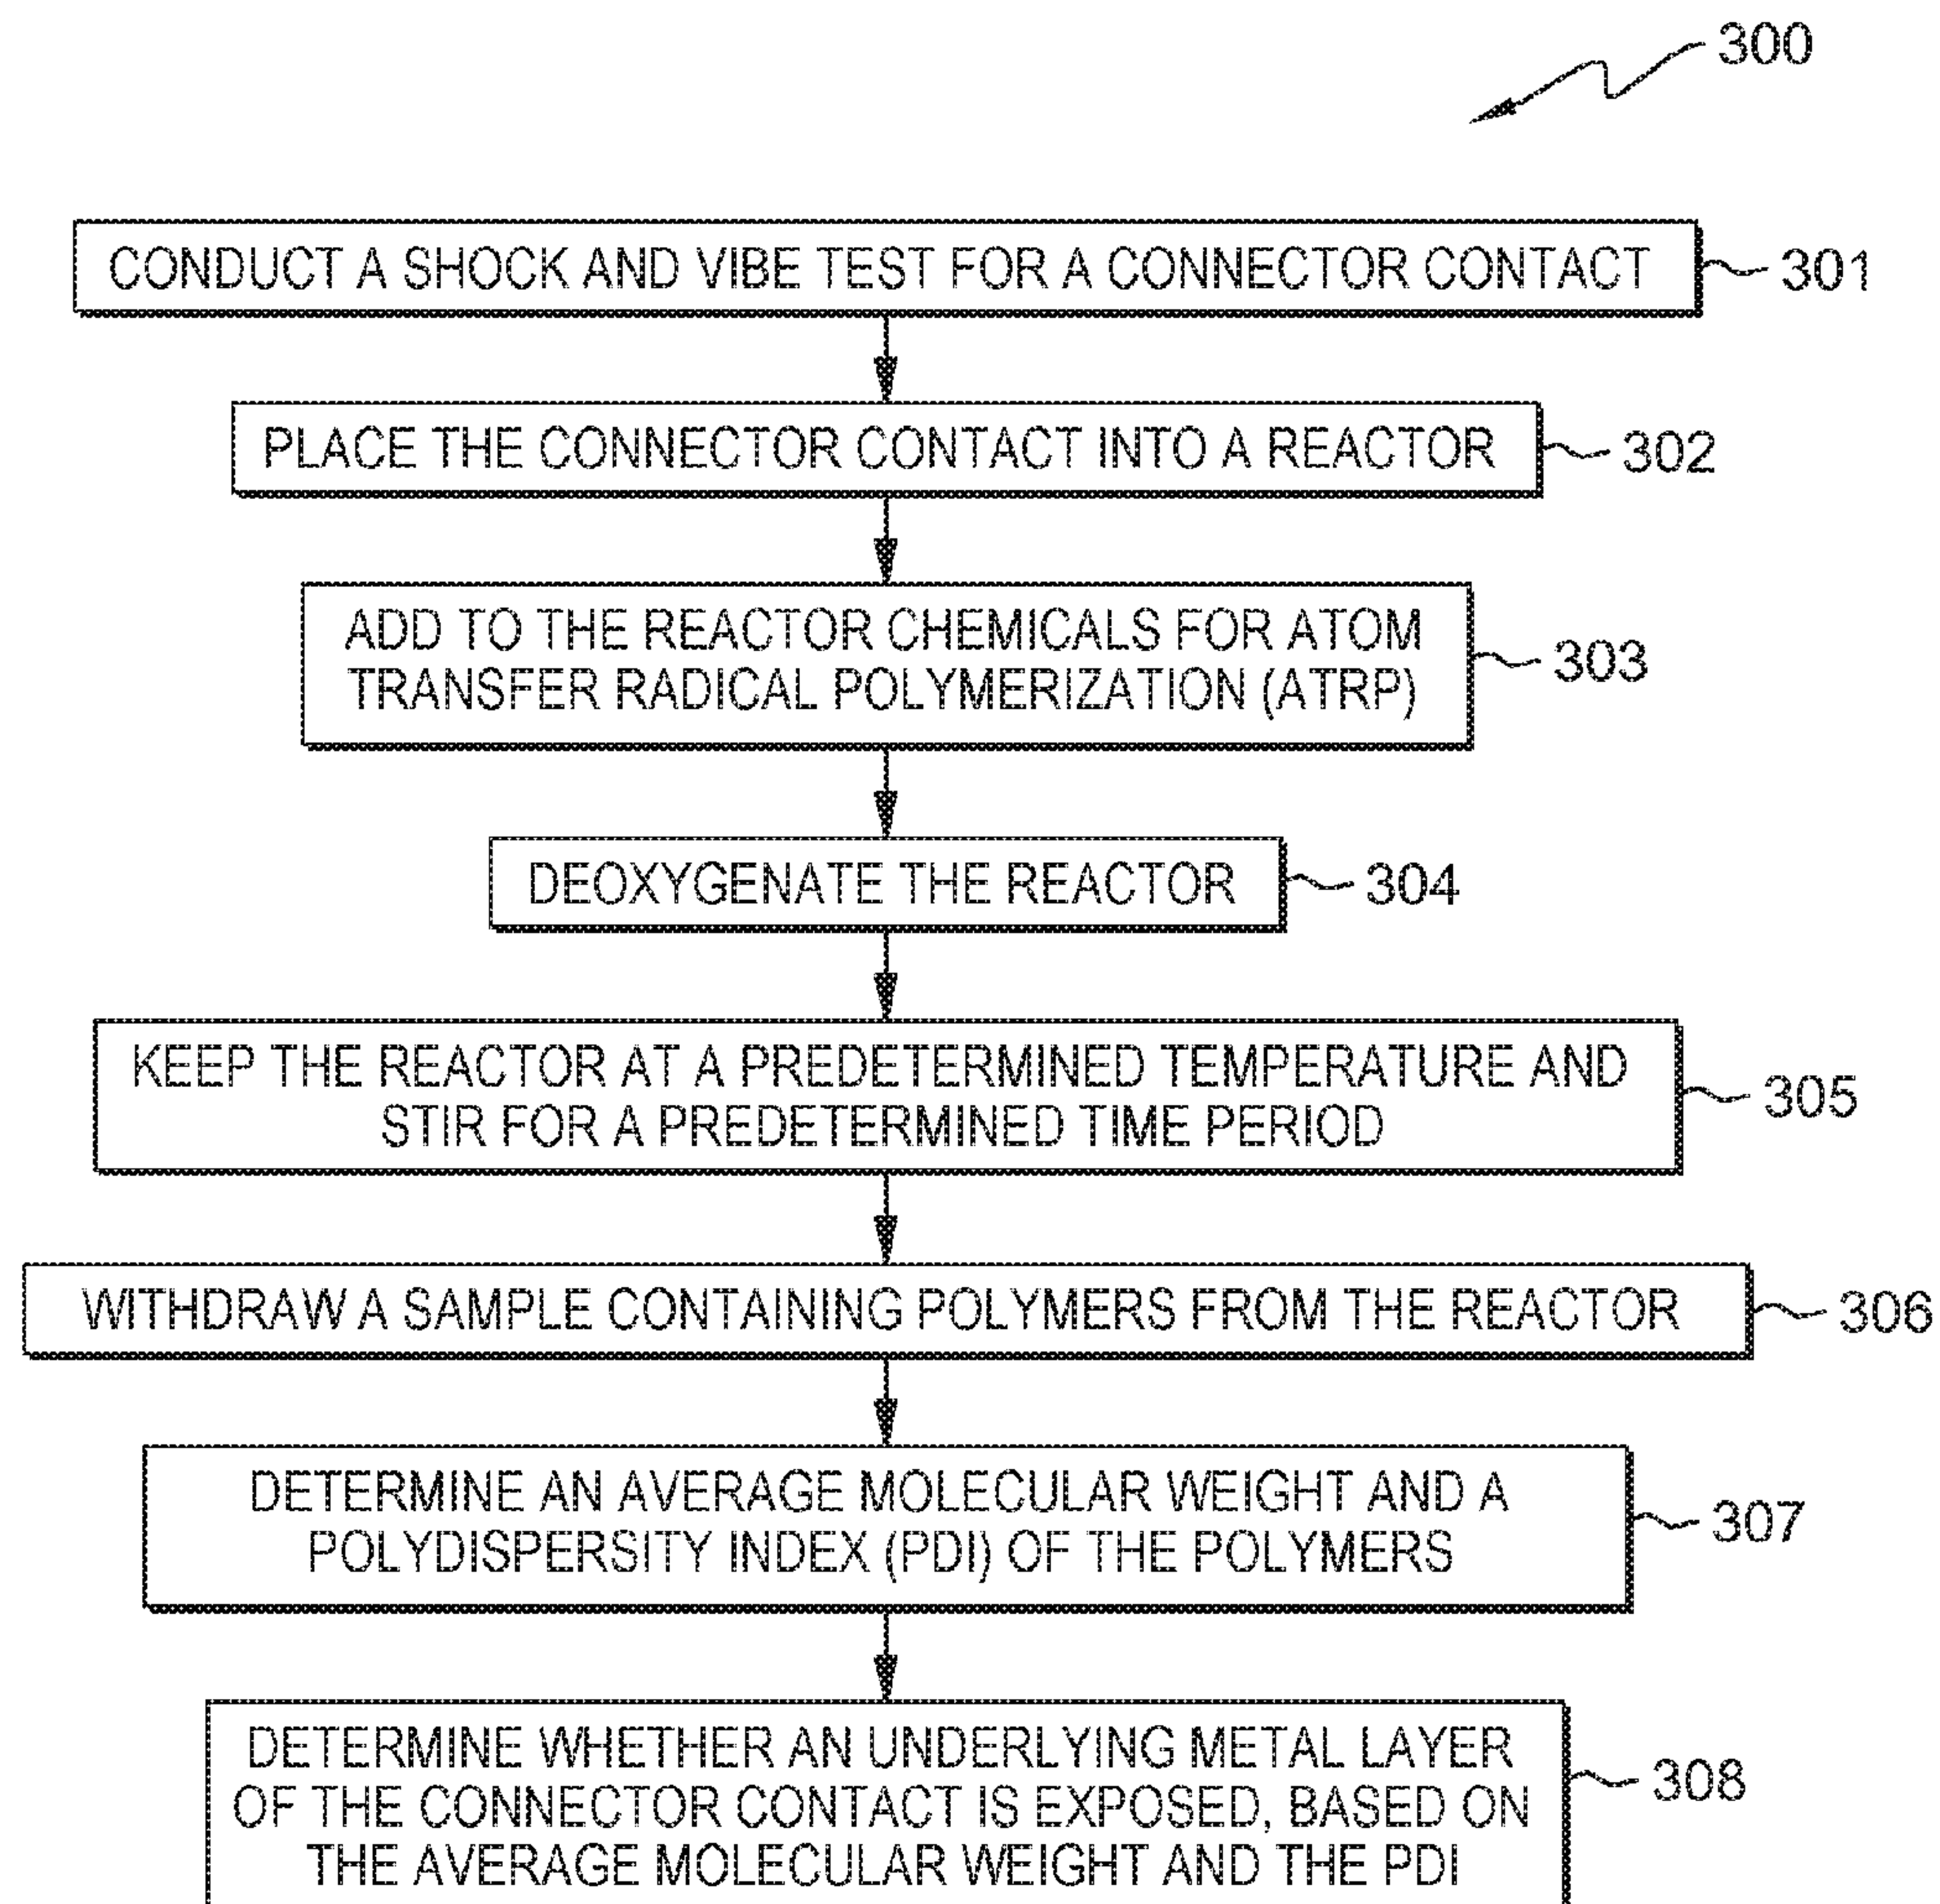 300
CONDUCT A SHOCK AND VIBE TEST FOR A CONNECTOR CONTACT
301
PLACE THE CONNECTOR CONTACT INTO A REACTOR
302
ADD TO THE REACTOR CHEMICALS FOR ATOM
TRANSFER RADICAL POLYMERIZATION (ATRP)
303
DEOXYGENATE THE REACTOR
304
KEEP THE REACTOR AT A PREDETERMINED TEMPERATURE AND
STIR FOR A PREDETERMINED TIME PERIOD
305
WITHDRAW A SAMPLE CONTAINING POLYMERS FROM THE REACTOR
306
DETERMINE AN AVERAGE MOLECULAR WEIGHT AND A
POLYDISPERSITY INDEX (PDI) OF THE POLYMERS
307
DETERMINE WHETHER AN UNDERLYING METAL LAYER
OF THE CONNECTOR CONTACT IS EXPOSED, BASED ON
THE AVERAGE MOLECULAR WEIGHT AND THE PDI
308